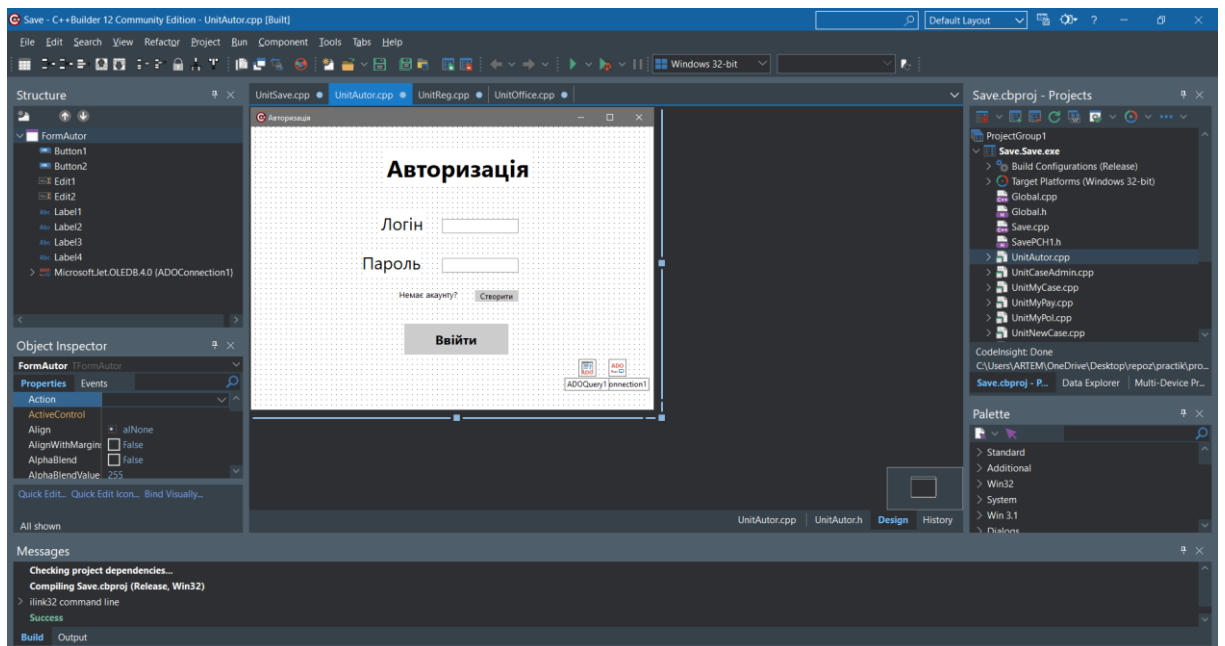 Save - C++Builder 12 Community Edition - UnitAutor.cpp [Built]
Default Layout
File Edit Search View Refactor Project Run Component Tools Tabs Help
Windows 32-bit
Structure
FormAutor
Button1
Button2
Edit1
Edit2
Label1
Label2
Label3
Label4
Microsoft.Jet.OLEDB.4.0 (ADOConnection1)
Object Inspector
FormAutor TFormAutor
Properties Events
Action
ActiveControl
Align alNone
AlignWithMargins False
AlphaBlend False
AlphaBlendValue 255
Quick Edit... Quick Edit Icon... Bind Visually...
All shown
UnitSave.cpp UnitAutor.cpp UnitReg.cpp UnitOffice.cpp
Авторизація
Авторизація
Логін
Пароль
Немає акаунту? Створити
Ввійти
ADO
ADOQuery1 onnection1
UnitAutor.cpp UnitAutor.h Design History
Save.cbproj - Projects
ProjectGroup1
Save.Save.exe
Build Configurations (Release)
Target Platforms (Windows 32-bit)
Global.cpp
Global.h
Save.cpp
SavePCH1.h
UnitAutor.cpp
UnitCaseAdmin.cpp
UnitMyCase.cpp
UnitMyPay.cpp
UnitMyPol.cpp
UnitNewCase.cpp
CodeInsight: Done
C:\Users\ARTEM\OneDrive\Desktop\repoz\practik\pro...
Save.cbproj - P... Data Explorer Multi-Device Pr...
Palette
Standard
Additional
Win32
System
Win 3.1
Dialogs
Messages
Checking project dependencies...
Compiling Save.cbproj (Release, Win32)
ilink32 command line
Success
Build Output